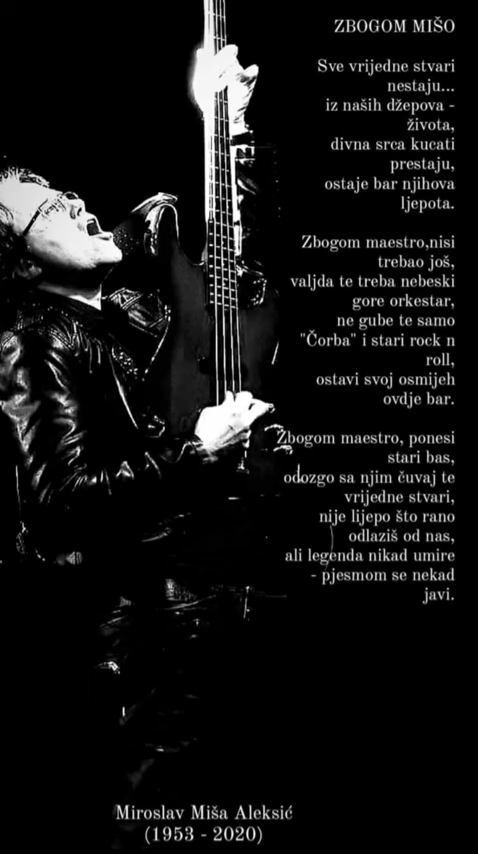 ZBOGOM MIŠO
Sve vrijedne stvari
nestaju...
iz naših džepova -
života,
divna srca kucati
prestaju,
ostaje bar njihova
ljepota.
Zbogom maestro,nisi
trebao još,
valjda te treba nebeski
gore orkestar,
ne gube te samo
"Čorba" i stari rock n
roll,
ostavi svoj osmijeh
ovdje bar.
Zbogom maestro, ponesi
stari bas,
odozgo sa njim čuvaj te
vrijedne stvari,
nije lijepo što rano
odlaziš od nas,
ali legenda nikad umire
- pjesmom se nekad
javi.
Miroslav Miša Aleksić
(1953 - 2020)